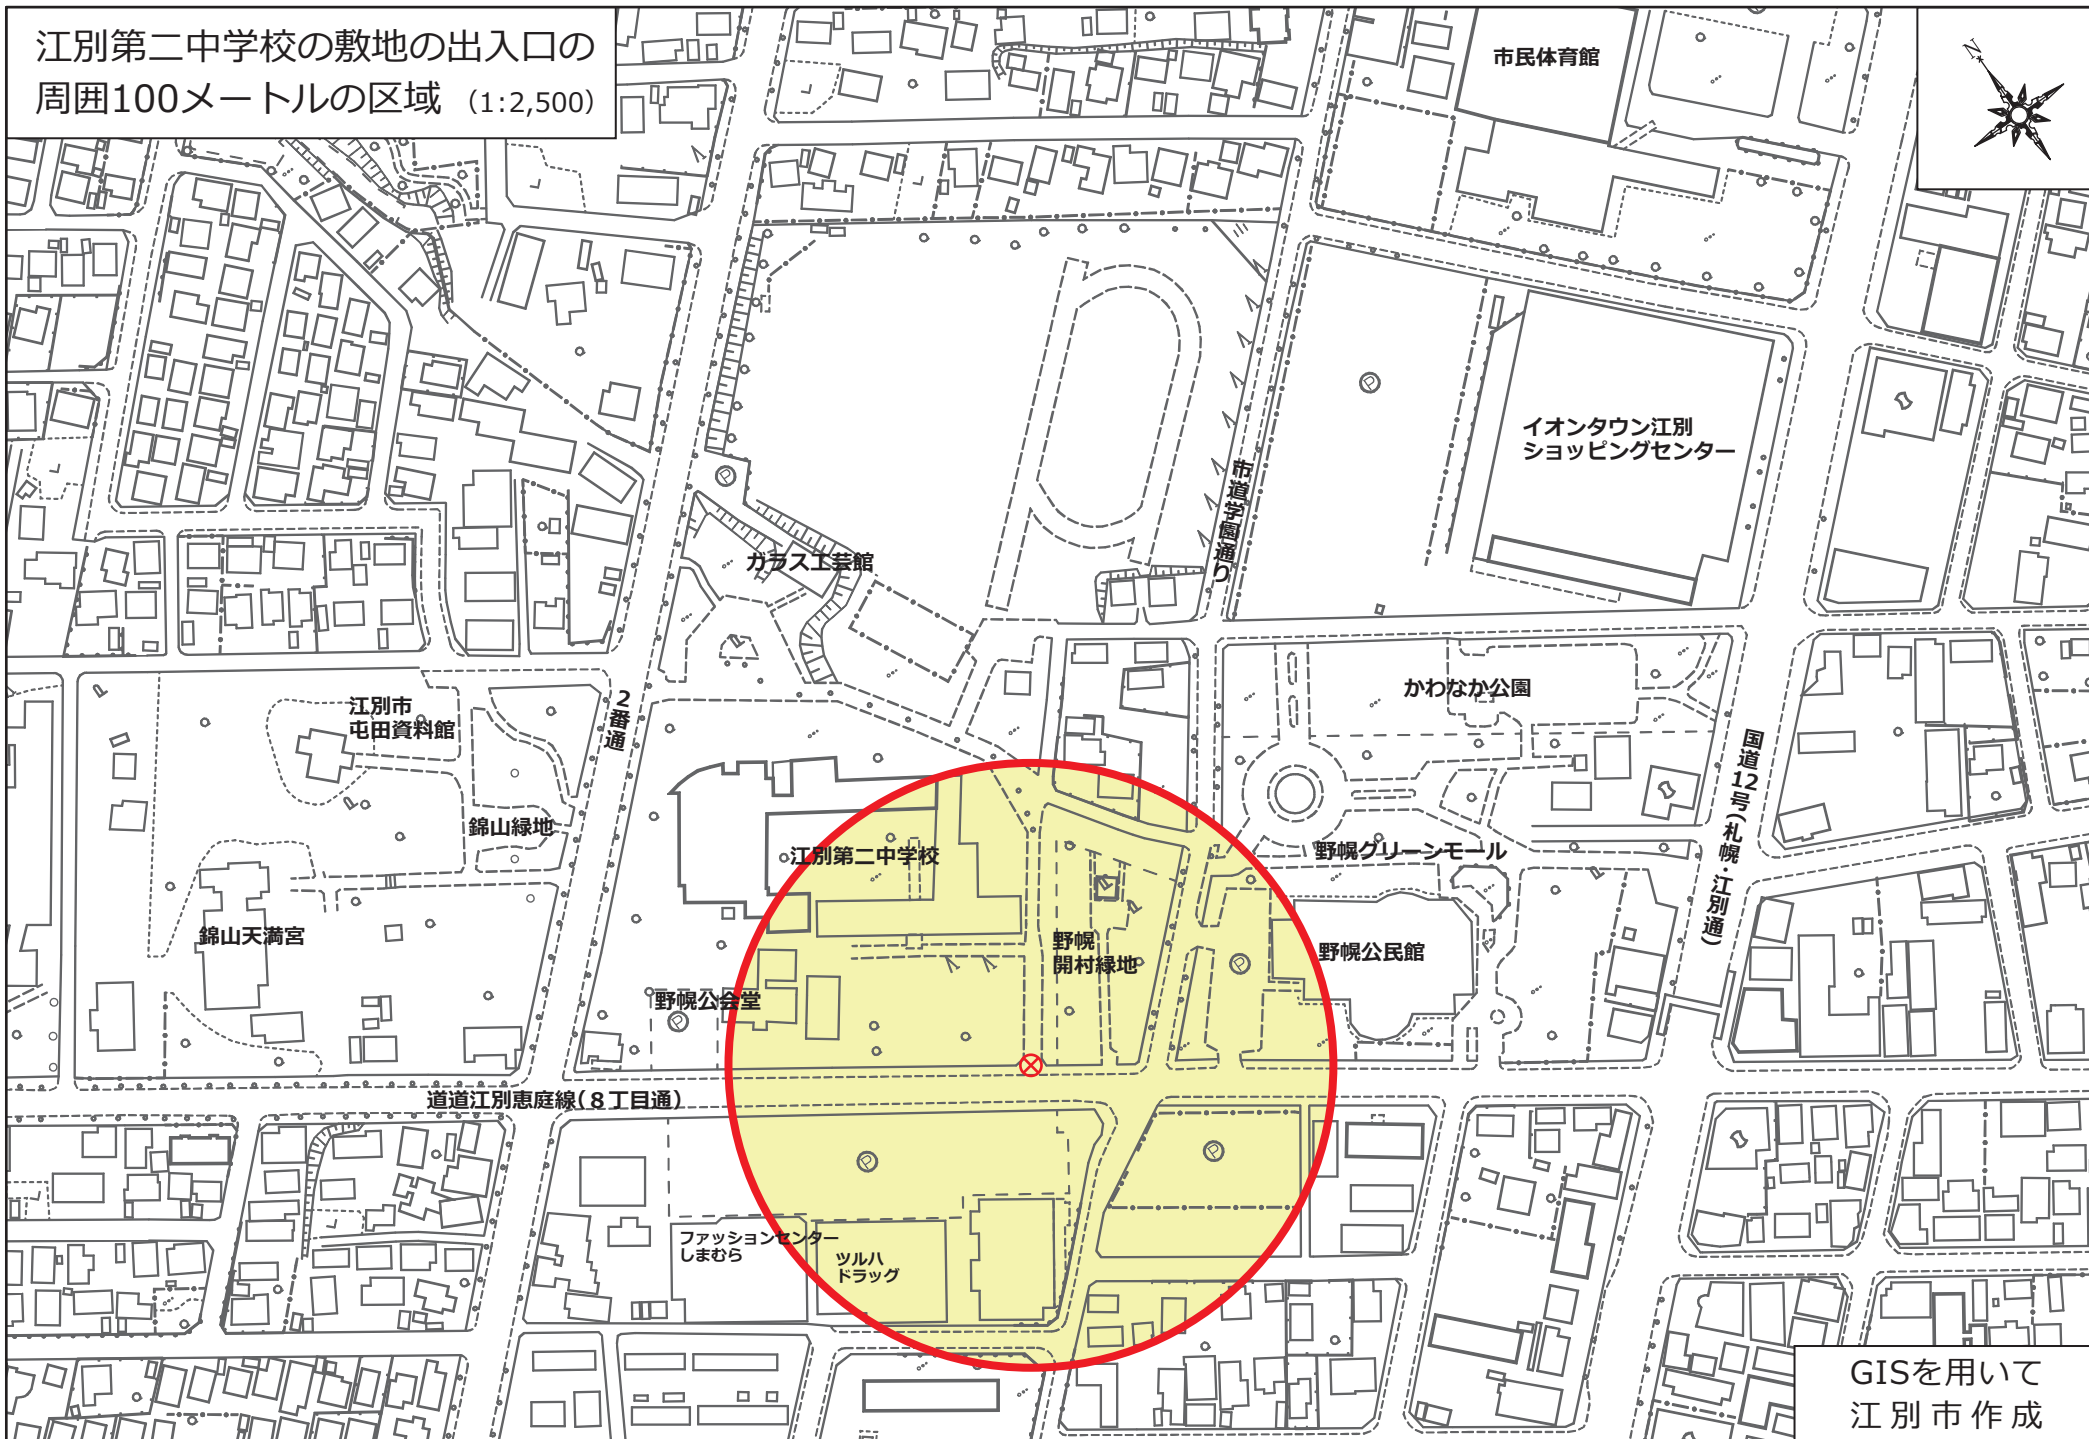 江別第二中学校の敷地の出入口の
周囲100メートルの区域 (1:2,500)
N
市民体育館
イオンタウン江別
ショッピングセンター
市道学園通り
ガラス工芸館
かわなか公園
江別市
屯田資料館
2番通
国道12号(札幌・江別通)
錦山緑地
江別第二中学校
野幌グリーンモール
錦山天満宮
野幌
開村緑地
野幌公民館
野幌公会堂
道道江別恵庭線(8丁目通)
ファッションセンター
しまむら
ツルハ
ドラッグ
P
P
P
P
P
P
GISを用いて
江別市作成